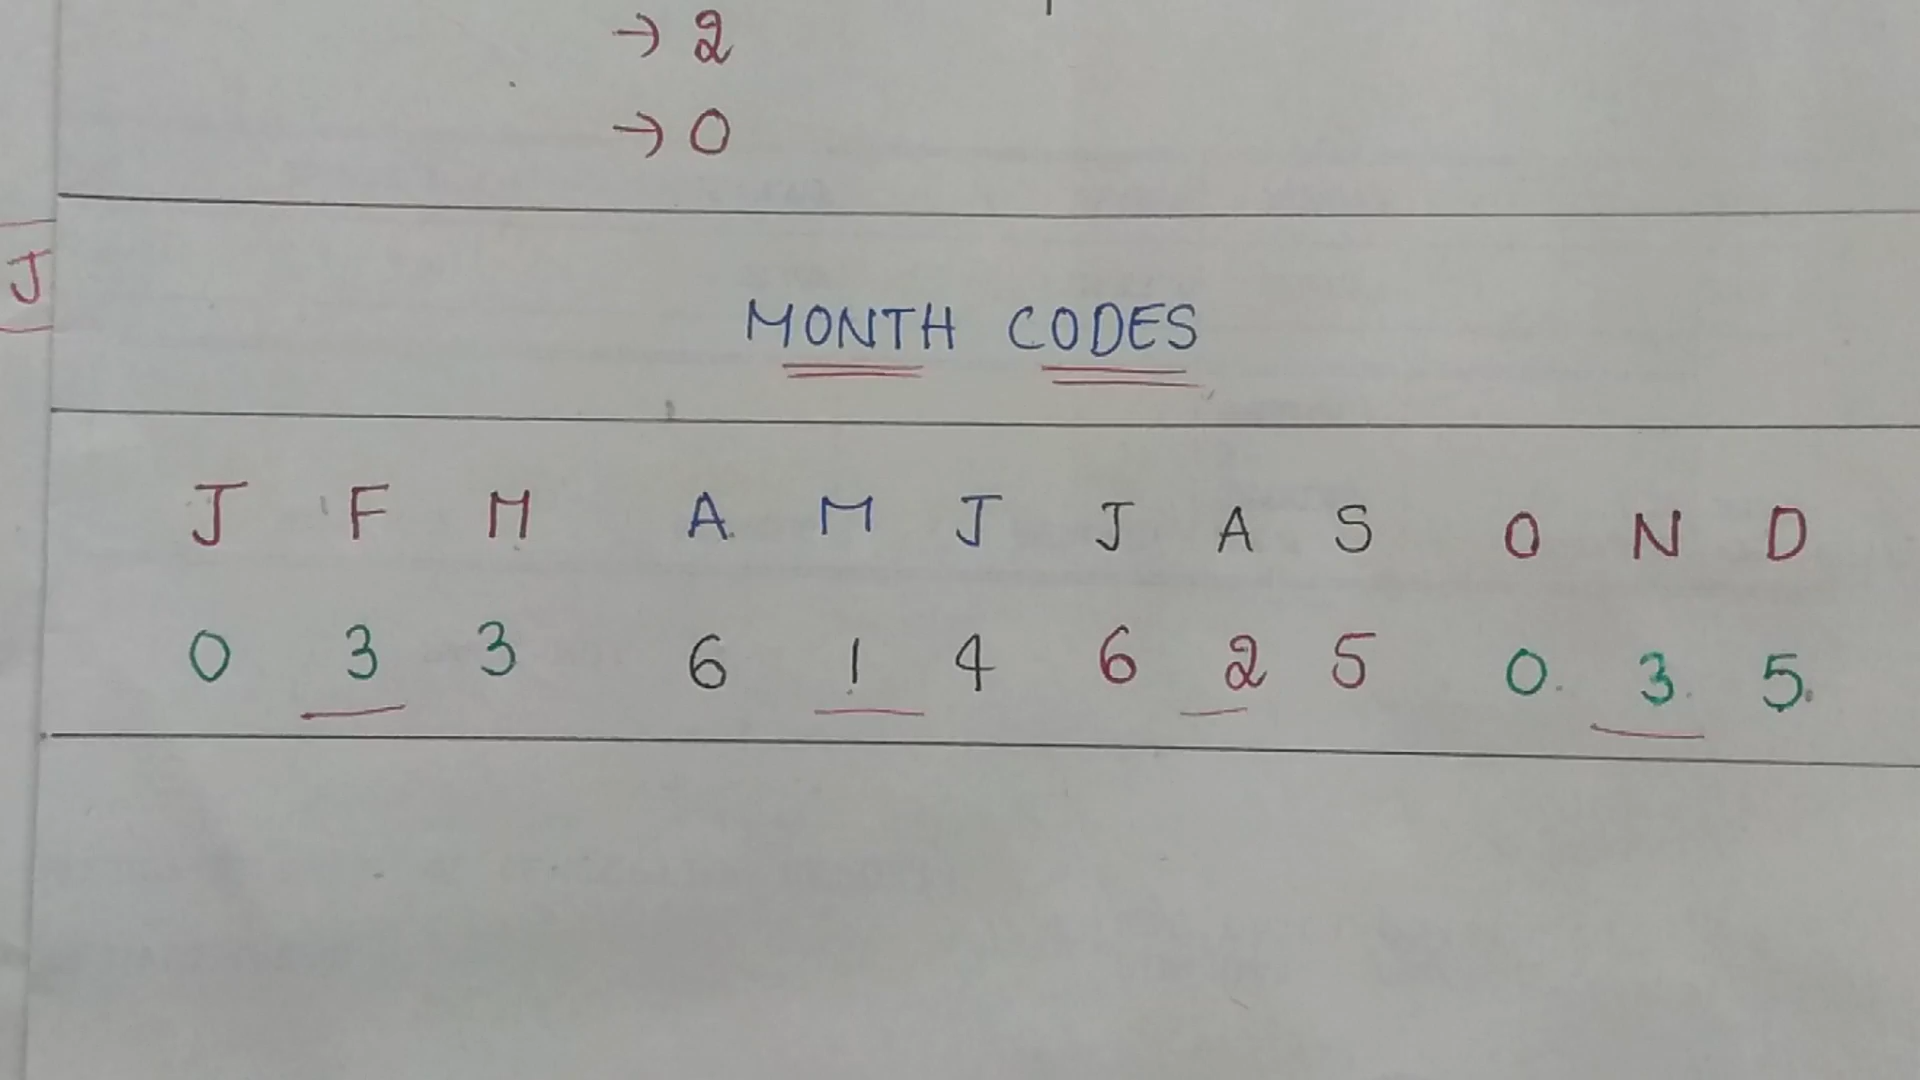 → 2
→ 0
J
MONTH CODES
J F M A M J J A S O N D
0 3 3 6 1 4 6 2 5 0 3 5